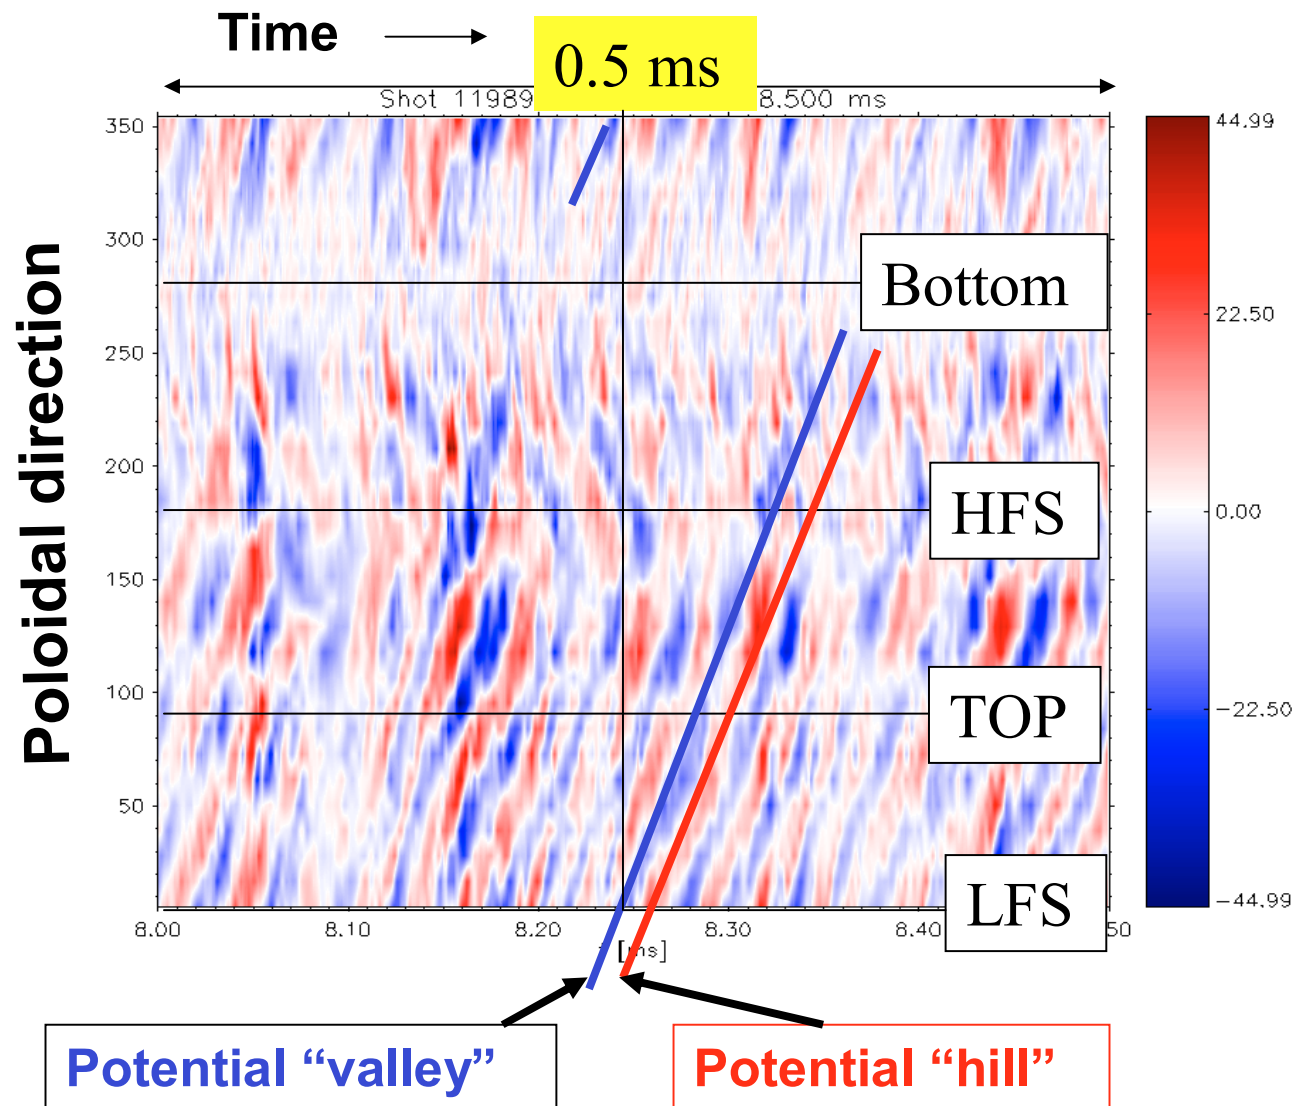 Time
0.5 ms
Shot 11989
8.500 ms
350
300
250
200
150
100
50
Poloidal direction
Bottom
HFS
TOP
LFS
44.99
22.50
0.00
−22.50
−44.99
8.00
8.10
8.20
8.30
8.40
50
[ms]
Potential “valley”
Potential “hill”